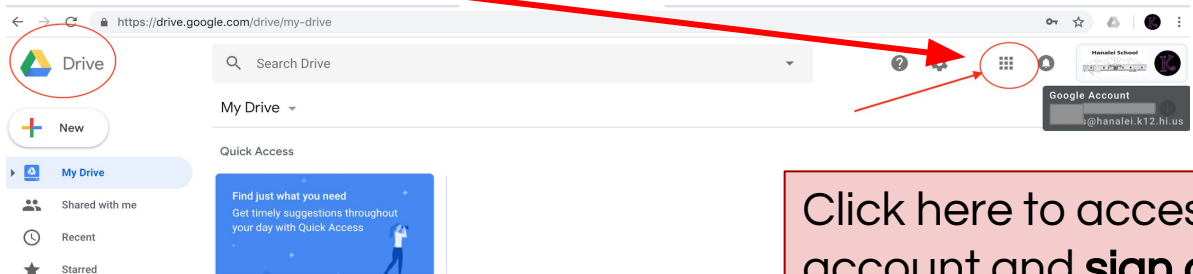 https://drive.google.com/drive/my-drive
Drive
Search Drive
Hanalei School
K
My Drive
Google Account
s@hanalei.k12.hi.us
New
Quick Access
My Drive
Find just what you need
Get timely suggestions throughout
your day with Quick Access
Shared with me
Click here to acces
account and sign
Recent
Starred